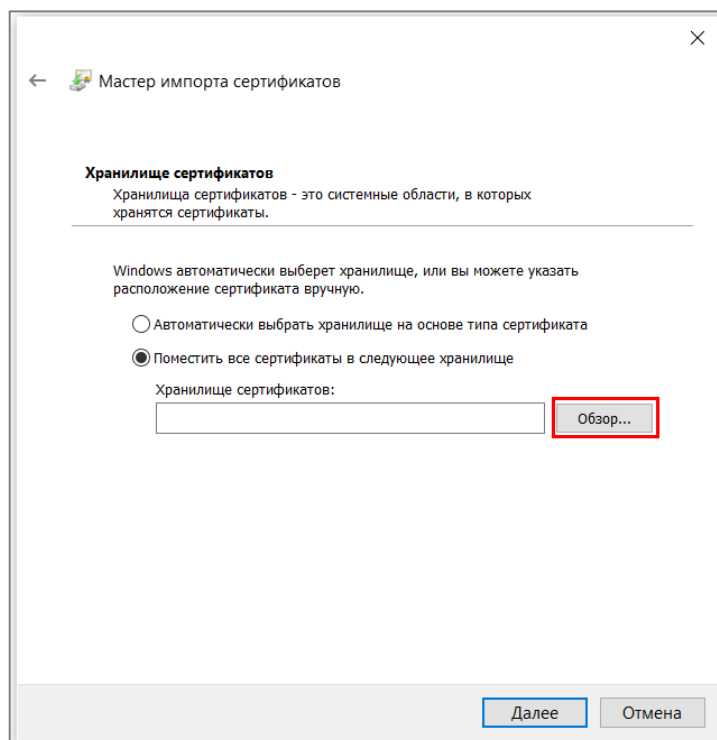 Мастер импорта сертификатов
Хранилище сертификатов
Хранилища сертификатов - это системные области, в которых
хранятся сертификаты.
Windows автоматически выберет хранилище, или вы можете указать
расположение сертификата вручную.
Автоматически выбрать хранилище на основе типа сертификата
Поместить все сертификаты в следующее хранилище
Хранилище сертификатов:
Обзор...
Далее
Отмена